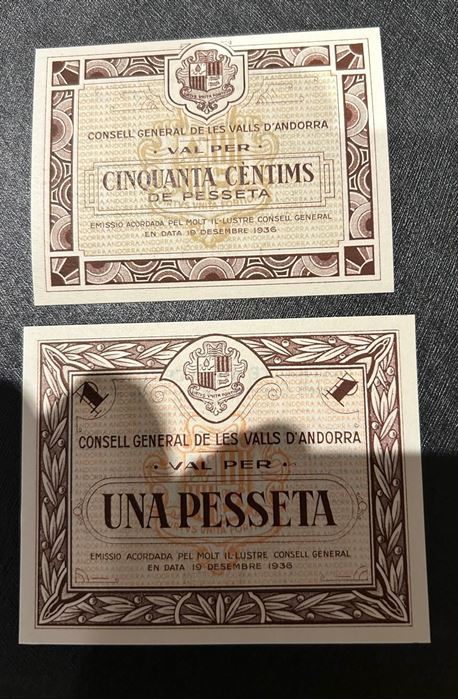 CONSELL GENERAL DE LES VALLS D'ANDORRA
· VAL PER ·
CINQUANTA CÈNTIMS
DE PESSETA
EMISSIO ACORDADA PEL MOLT IL·LUSTRE CONSELL GENERAL
EN DATA 19 DESEMBRE 1936
1 1
CONSELL GENERAL DE LES VALLS D'ANDORRA
· VAL PER ·
UNA PESSETA
EMISSIO ACORDADA PEL MOLT IL·LUSTRE CONSELL GENERAL
EN DATA 19 DESEMBRE 1936